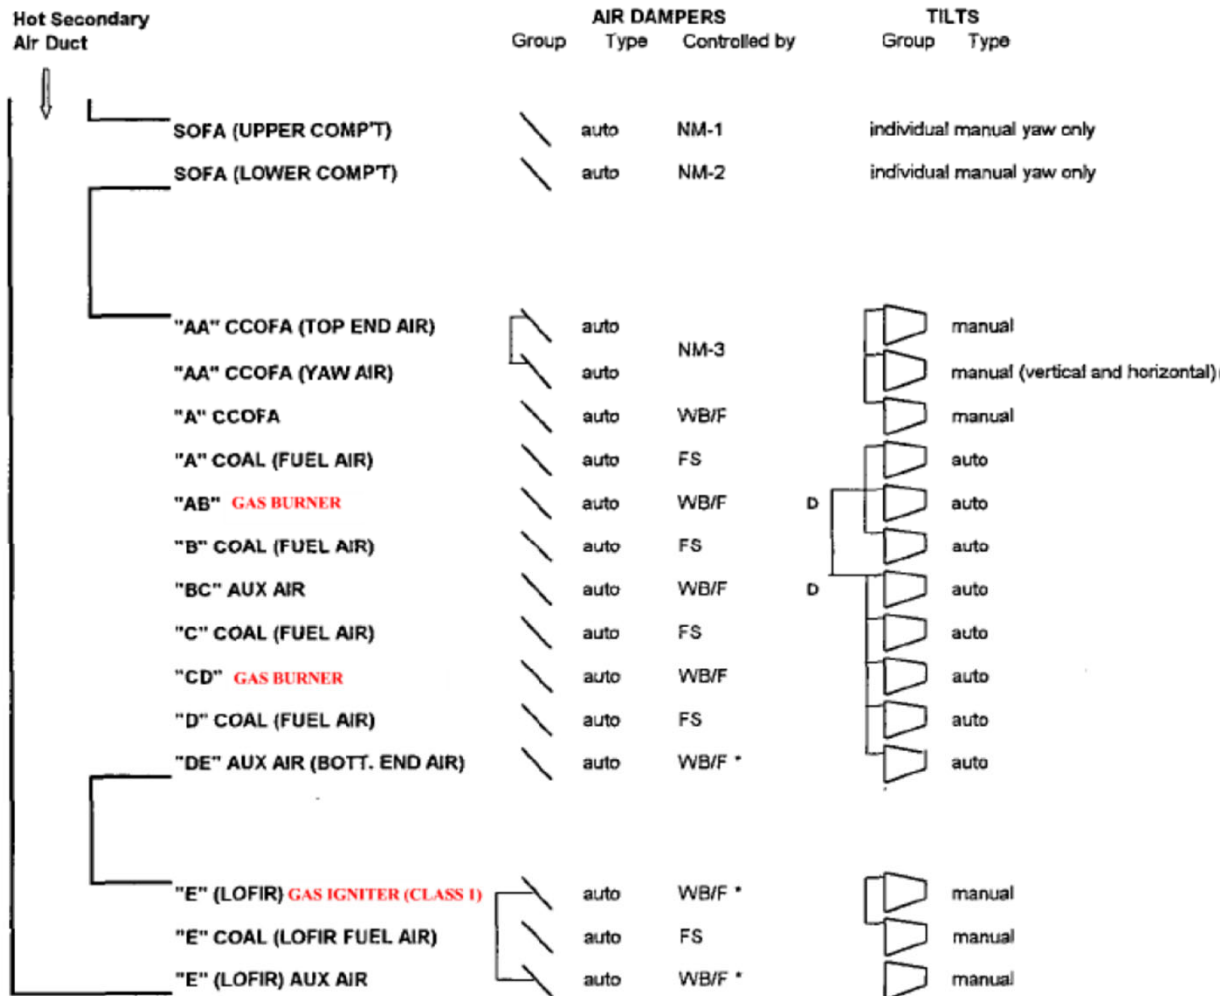 Hot Secondary AIR DAMPERS TILTS
Air Duct Group Type Controlled by Group Type
SOFA (UPPER COMP'T) auto NM-1 individual manual yaw only
SOFA (LOWER COMP'T) auto NM-2 individual manual yaw only
"AA" CCOFA (TOP END AIR) auto manual
NM-3
"AA" CCOFA (YAW AIR) auto manual (vertical and horizontal)
"A" CCOFA auto WB/F manual
"A" COAL (FUEL AIR) auto FS auto
"AB" GAS BURNER auto WB/F D auto
"B" COAL (FUEL AIR) auto FS auto
"BC" AUX AIR auto WB/F D auto
"C" COAL (FUEL AIR) auto FS auto
"CD" GAS BURNER auto WB/F auto
"D" COAL (FUEL AIR) auto FS auto
"DE" AUX AIR (BOTT. END AIR) auto WB/F * auto
"E" (LOFIR) GAS IGNITER (CLASS 1) auto WB/F * manual
"E" COAL (LOFIR FUEL AIR) auto FS manual
"E" (LOFIR) AUX AIR auto WB/F * manual